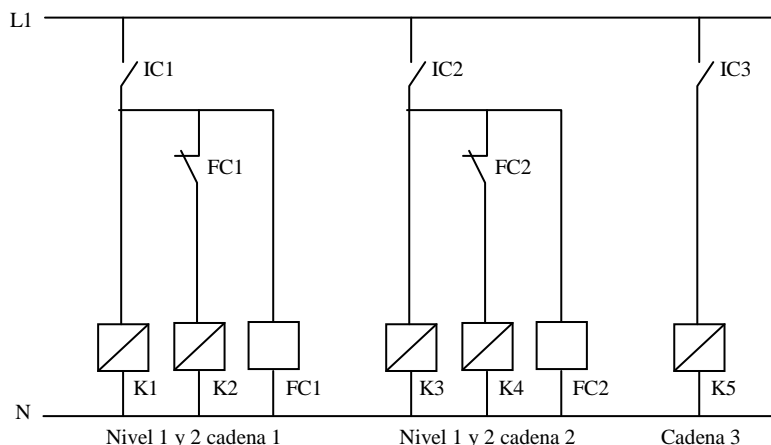 L1
IC1 IC2 IC3
FC1 FC2
K1 K2 FC1 K3 K4 FC2 K5
N
Nivel 1 y 2 cadena 1 Nivel 1 y 2 cadena 2 Cadena 3